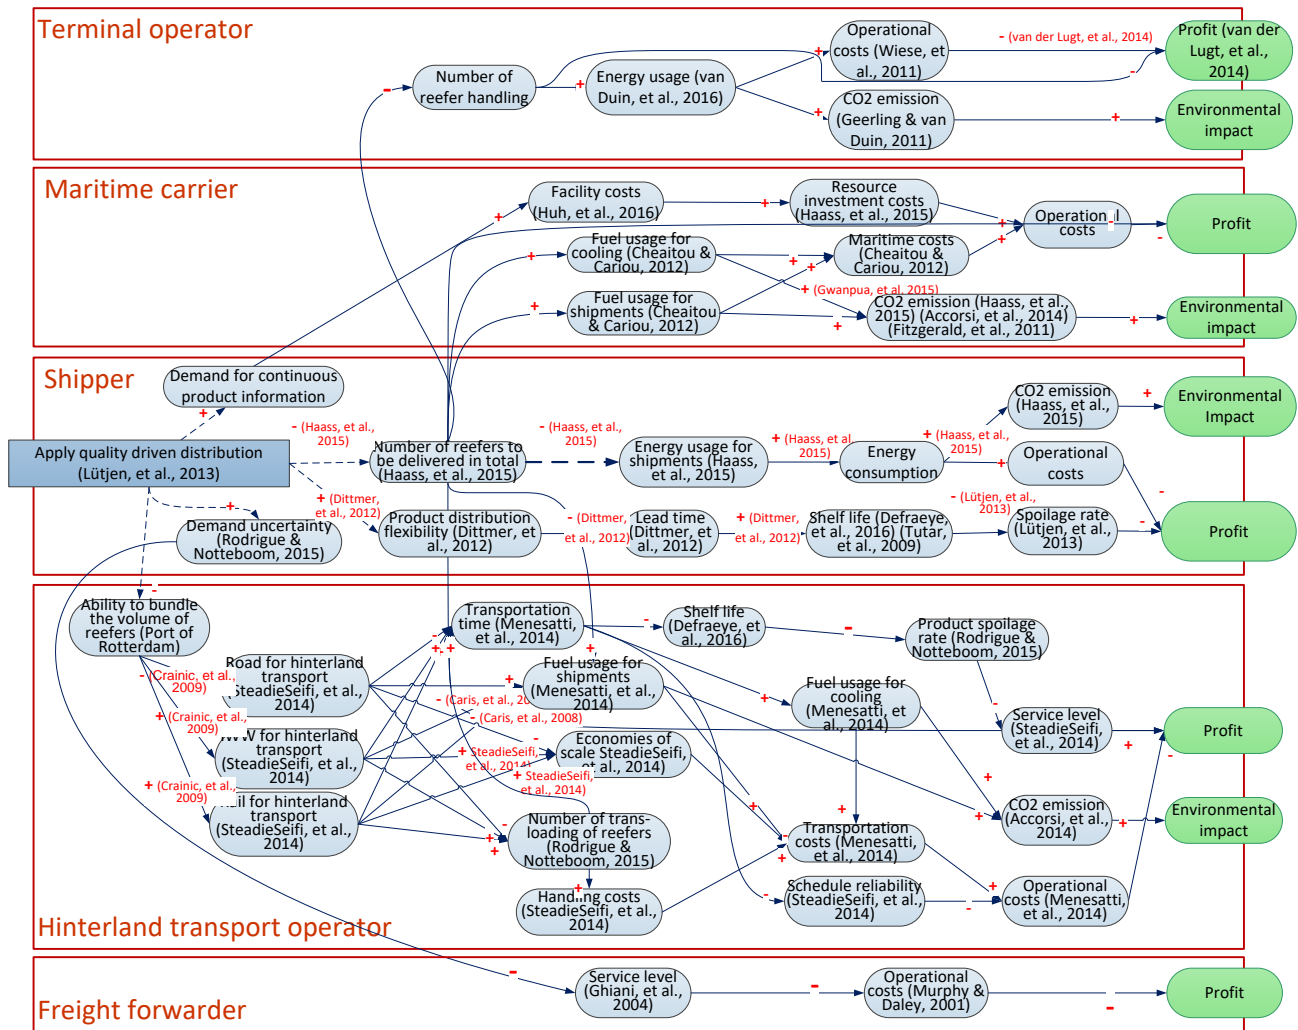 Terminal operator
Number of
reefer handling
-
+
Energy usage (van
Duin, et al., 2016)
+
+
Operational
costs (Wiese, et
al., 2011)
CO2 emission
(Geerling & van
Duin, 2011)
- (van der Lugt, et al., 2014)
-
+
Profit (van der
Lugt, et al.,
2014)
Environmental
impact
Maritime carrier
+
Facility costs
(Huh, et al., 2016)
+
Resource
investment costs
(Haass, et al., 2015)
+
+
Operational
costs
-
-
Profit
+
Fuel usage for
cooling (Cheaitou &
Cariou, 2012)
+
+
Maritime costs
(Cheaitou &
Cariou, 2012)
+ (Gwanpua, et al., 2015)
+
Fuel usage for
shipments (Cheaitou
& Cariou, 2012)
+
CO2 emission (Haass, et al.,
2015) (Accorsi, et al., 2014)
(Fitzgerald, et al., 2011)
+
Environmental
impact
Shipper
Demand for continuous
product information
+
Apply quality driven distribution
(Lütjen, et al., 2013)
- (Haass, et al.,
2015)
Number of reefers to
be delivered in total
(Haass, et al., 2015)
- (Haass, et al.,
2015)
Energy usage for
shipments (Haass,
et al., 2015)
+ (Haass, et al.,
2015)
Energy
consumption
+ (Haass, et al.,
2015)
+
CO2 emission
(Haass, et al.,
2015)
+
Environmental
Impact
Operational
costs
-
+
Demand uncertainty
(Rodrigue &
Notteboom, 2015)
+ (Dittmer,
et al., 2012)
Product distribution
flexibility (Dittmer, et
al., 2012)
- (Dittmer,
et al., 2012)
Lead time
(Dittmer, et
al., 2012)
+ (Dittmer,
et al., 2012)
Shelf life (Defraeye, et
al., 2016) (Tutar, et
al., 2009)
- (Lütjen, et al.,
2013)
Spoilage rate
(Lütjen, et al.,
2013)
-
Profit
-
Ability to bundle
the volume of
reefers (Port of
Rotterdam)
- (Crainic, et al.,
2009)
+ (Crainic, et al.,
2009)
+ (Crainic, et al.,
2009)
Road for hinterland
transport
(SteadieSeifi, et al.,
2014)
IWW for hinterland
transport
(SteadieSeifi, et al.,
2014)
Rail for hinterland
transport
(SteadieSeifi, et al.,
2014)
Transportation
time (Menesatti,
et al., 2014)
-
Shelf life
(Defraeye, et
al., 2016)
-
Product spoilage
rate (Rodrigue &
Notteboom, 2015)
-
+
-
+
+
+
Fuel usage for
shipments
(Menesatti, et al.,
2014)
- (Caris, et al., 20
- (Caris, et al., 2008)
-
+ SteadieSeifi,
et al., 2014)
+ SteadieSeifi,
et al., 2014)
Economies of
scale SteadieSeifi,
et al., 2014)
+
Fuel usage for
cooling
(Menesatti, et al.,
2014)
-
Service level
(SteadieSeifi, et
al., 2014)
+
-
Profit
-
+
+
Number of trans-
loading of reefers
(Rodrigue &
Notteboom, 2015)
+
Handling costs
(SteadieSeifi, et al.,
2014)
+
-
+
+
Transportation
costs (Menesatti,
et al., 2014)
+
+
CO2 emission
(Accorsi, et al.,
2014)
+
Environmental
impact
-
Schedule reliability
(SteadieSeifi, et al.,
2014)
+
-
Operational
costs (Menesatti,
et al., 2014)
Hinterland transport operator
-
Service level
(Ghiani, et al.,
2004)
-
Operational
costs (Murphy &
Daley, 2001)
-
Profit
Freight forwarder